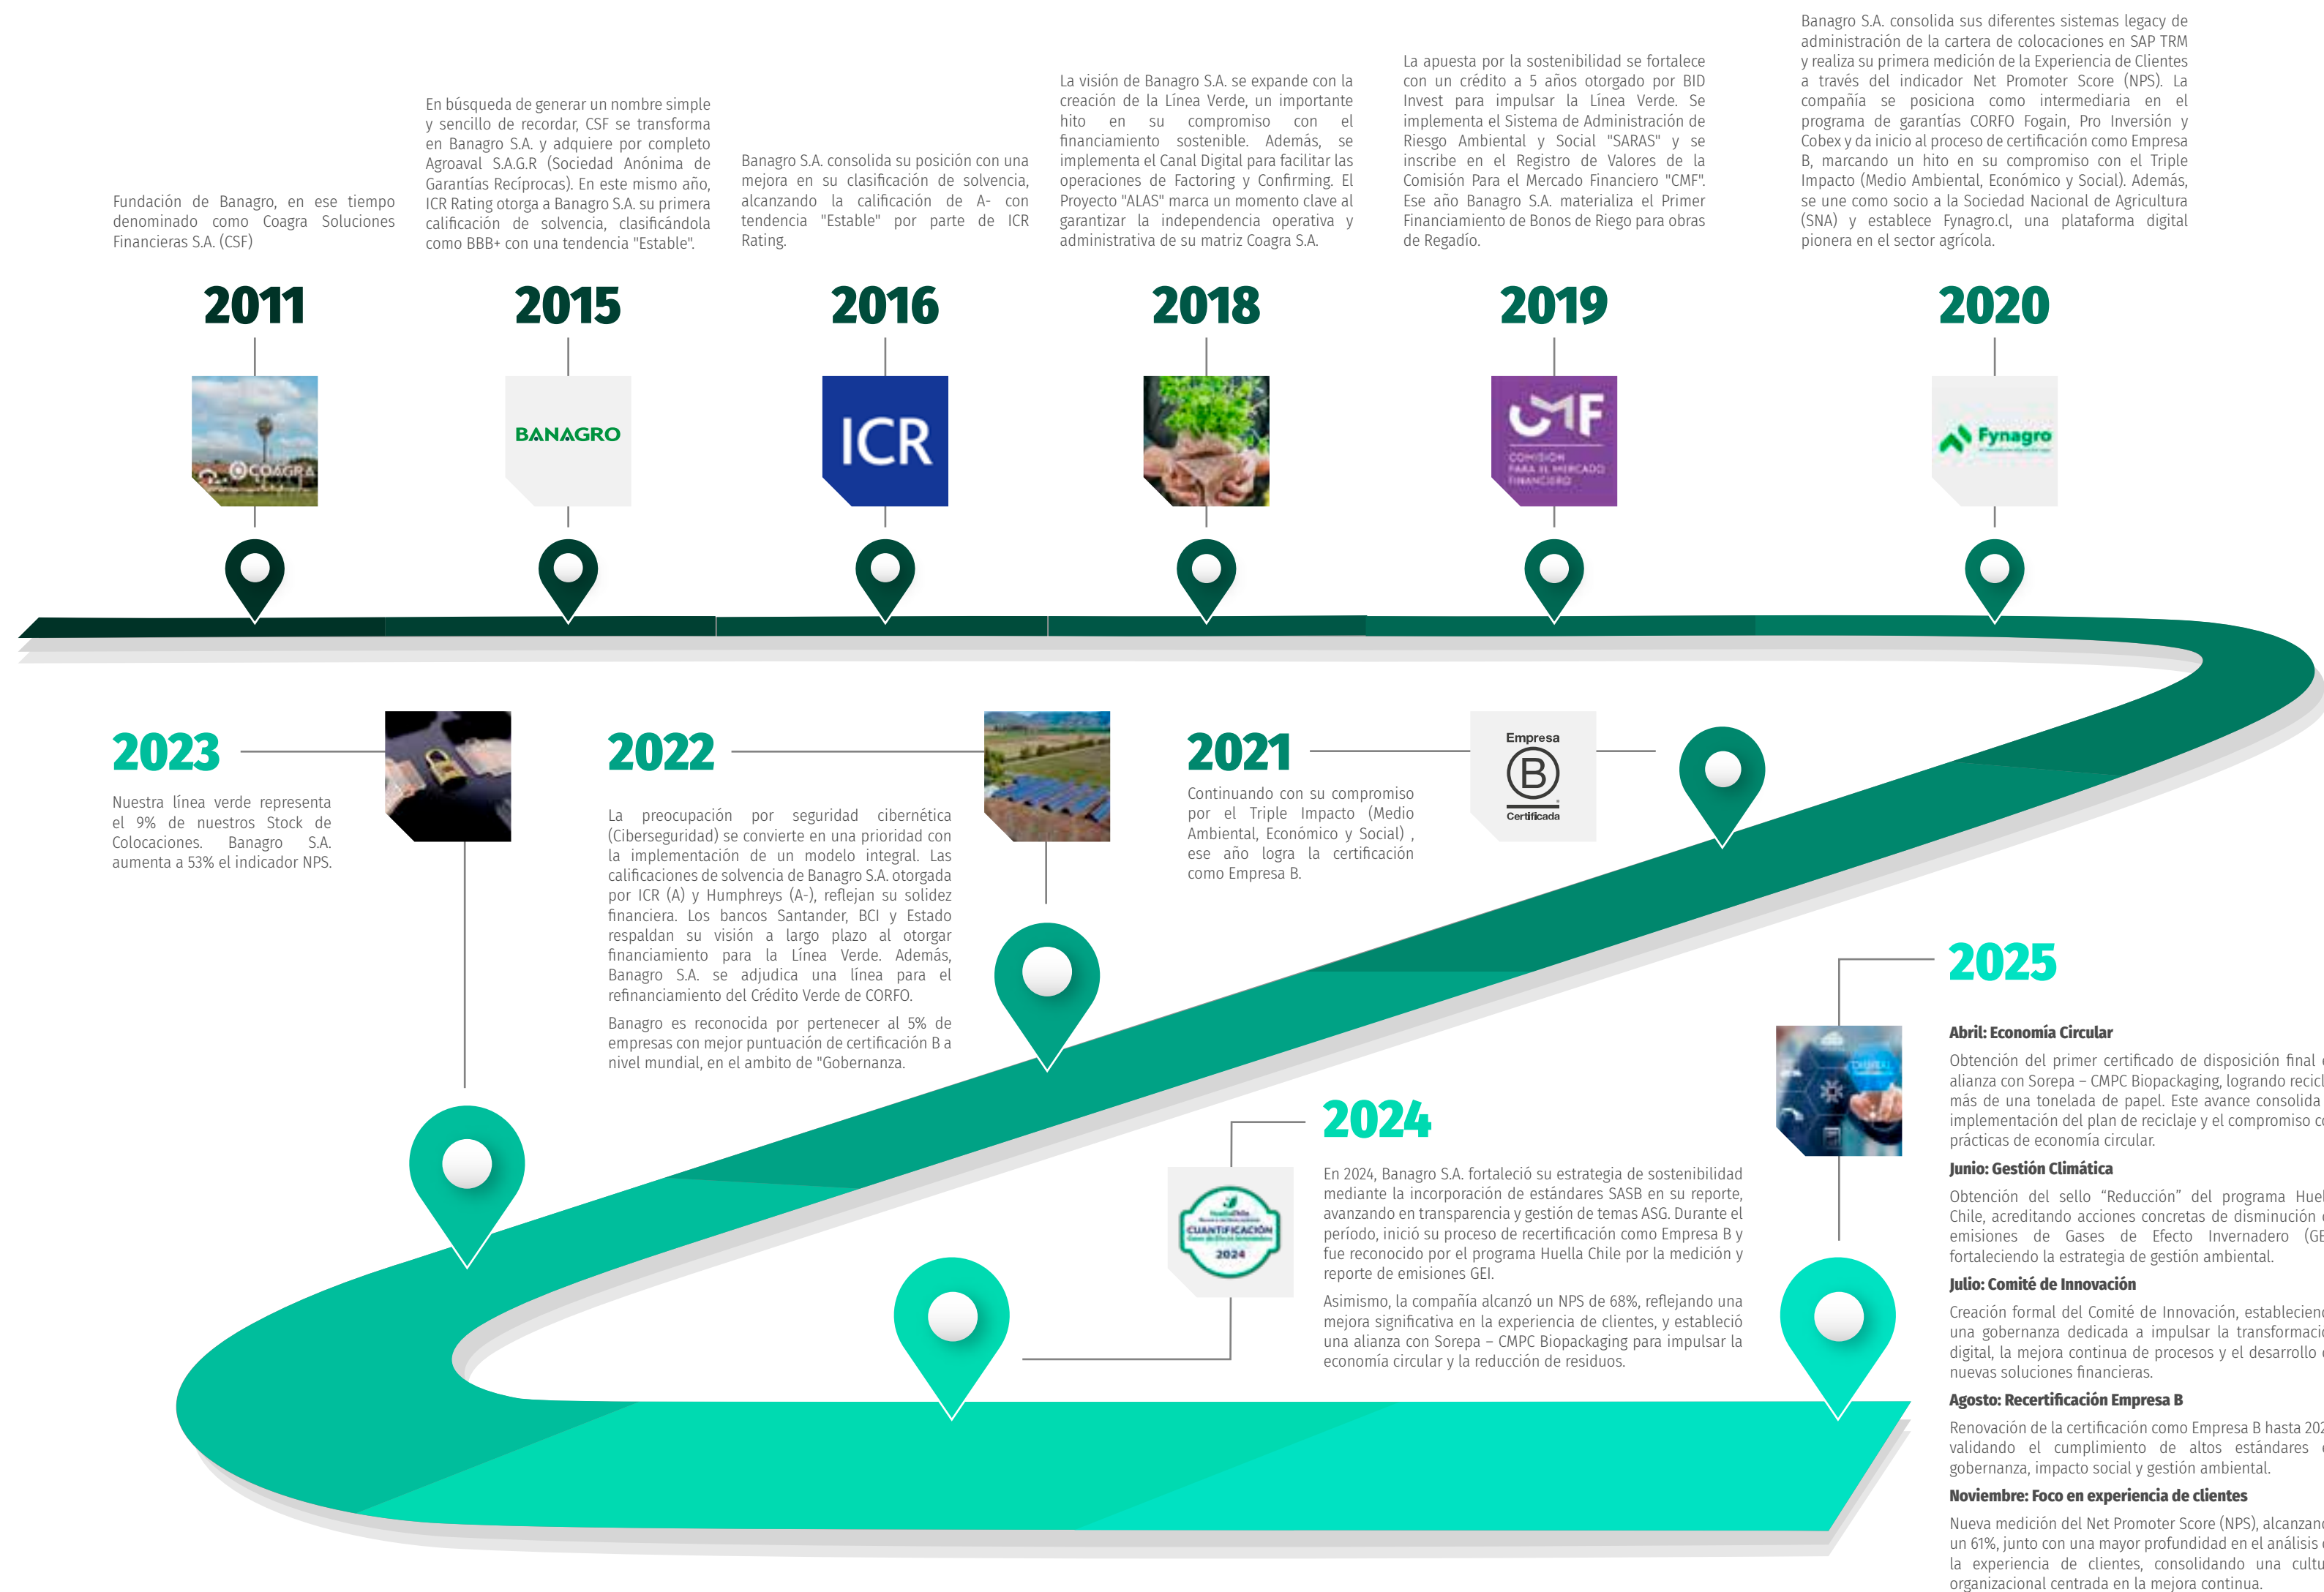 Fundación de Banagro, en ese tiempo
denominado como Coagra Soluciones
Financieras S.A. (CSF)
2011
COAGRA
En búsqueda de generar un nombre simple
y sencillo de recordar, CSF se transforma
en Banagro S.A. y adquiere por completo
Agroaval S.A.G.R (Sociedad Anónima de
Garantías Recíprocas). En este mismo año,
ICR Rating otorga a Banagro S.A. su primera
calificación de solvencia, clasificándola
como BBB+ con una tendencia "Estable".
2015
BANAGRO
Banagro S.A. consolida su posición con una
mejora en su clasificación de solvencia,
alcanzando la calificación de A- con
tendencia "Estable" por parte de ICR
Rating.
2016
ICR
La visión de Banagro S.A. se expande con la
creación de la Línea Verde, un importante
hito en su compromiso con el
financiamiento sostenible. Además, se
implementa el Canal Digital para facilitar las
operaciones de Factoring y Confirming. El
Proyecto "ALAS" marca un momento clave al
garantizar la independencia operativa y
administrativa de su matriz Coagra S.A.
2018
La apuesta por la sostenibilidad se fortalece
con un crédito a 5 años otorgado por BID
Invest para impulsar la Línea Verde. Se
implementa el Sistema de Administración de
Riesgo Ambiental y Social "SARAS" y se
inscribe en el Registro de Valores de la
Comisión Para el Mercado Financiero "CMF".
Ese año Banagro S.A. materializa el Primer
Financiamiento de Bonos de Riego para obras
de Regadío.
2019
CMF
COMISIÓN
PARA EL MERCADO
FINANCIERO
Banagro S.A. consolida sus diferentes sistemas legacy de
administración de la cartera de colocaciones en SAP TRM
y realiza su primera medición de la Experiencia de Clientes
a través del indicador Net Promoter Score (NPS). La
compañía se posiciona como intermediaria en el
programa de garantías CORFO Fogain, Pro Inversión y
Cobex y da inicio al proceso de certificación como Empresa
B, marcando un hito en su compromiso con el Triple
Impacto (Medio Ambiental, Económico y Social). Además,
se une como socio a la Sociedad Nacional de Agricultura
(SNA) y establece Fynagro.cl, una plataforma digital
pionera en el sector agrícola.
2020
Fynagro
2023
Nuestra línea verde representa
el 9% de nuestros Stock de
Colocaciones. Banagro S.A.
aumenta a 53% el indicador NPS.
2022
La preocupación por seguridad cibernética
(Ciberseguridad) se convierte en una prioridad con
la implementación de un modelo integral. Las
calificaciones de solvencia de Banagro S.A. otorgada
por ICR (A) y Humphreys (A-), reflejan su solidez
financiera. Los bancos Santander, BCI y Estado
respaldan su visión a largo plazo al otorgar
financiamiento para la Línea Verde. Además,
Banagro S.A. se adjudica una línea para el
refinanciamiento del Crédito Verde de CORFO.
Banagro es reconocida por pertenecer al 5% de
empresas con mejor puntuación de certificación B a
nivel mundial, en el ambito de "Gobernanza.
2021
Continuando con su compromiso
por el Triple Impacto (Medio
Ambiental, Económico y Social) ,
ese año logra la certificación
como Empresa B.
Empresa
B
Certificada
2024
En 2024, Banagro S.A. fortaleció su estrategia de sostenibilidad
mediante la incorporación de estándares SASB en su reporte,
avanzando en transparencia y gestión de temas ASG. Durante el
período, inició su proceso de recertificación como Empresa B y
fue reconocido por el programa Huella Chile por la medición y
reporte de emisiones GEI.
Asimismo, la compañía alcanzó un NPS de 68%, reflejando una
mejora significativa en la experiencia de clientes, y estableció
una alianza con Sorepa – CMPC Biopackaging para impulsar la
economía circular y la reducción de residuos.
HuellaChile
CUANTIFICACIÓN
2024
2025
Abril: Economía Circular
Obtención del primer certificado de disposición final
alianza con Sorepa – CMPC Biopackaging, logrando recicl
más de una tonelada de papel. Este avance consolida
implementación del plan de reciclaje y el compromiso co
prácticas de economía circular.
Junio: Gestión Climática
Obtención del sello “Reducción” del programa Huel
Chile, acreditando acciones concretas de disminución
emisiones de Gases de Efecto Invernadero (GE
fortaleciendo la estrategia de gestión ambiental.
Julio: Comité de Innovación
Creación formal del Comité de Innovación, establecien
una gobernanza dedicada a impulsar la transformaci
digital, la mejora continua de procesos y el desarrollo
nuevas soluciones financieras.
Agosto: Recertificación Empresa B
Renovación de la certificación como Empresa B hasta 202
validando el cumplimiento de altos estándares
gobernanza, impacto social y gestión ambiental.
Noviembre: Foco en experiencia de clientes
Nueva medición del Net Promoter Score (NPS), alcanzan
un 61%, junto con una mayor profundidad en el análisis
la experiencia de clientes, consolidando una cultu
organizacional centrada en la mejora continua.